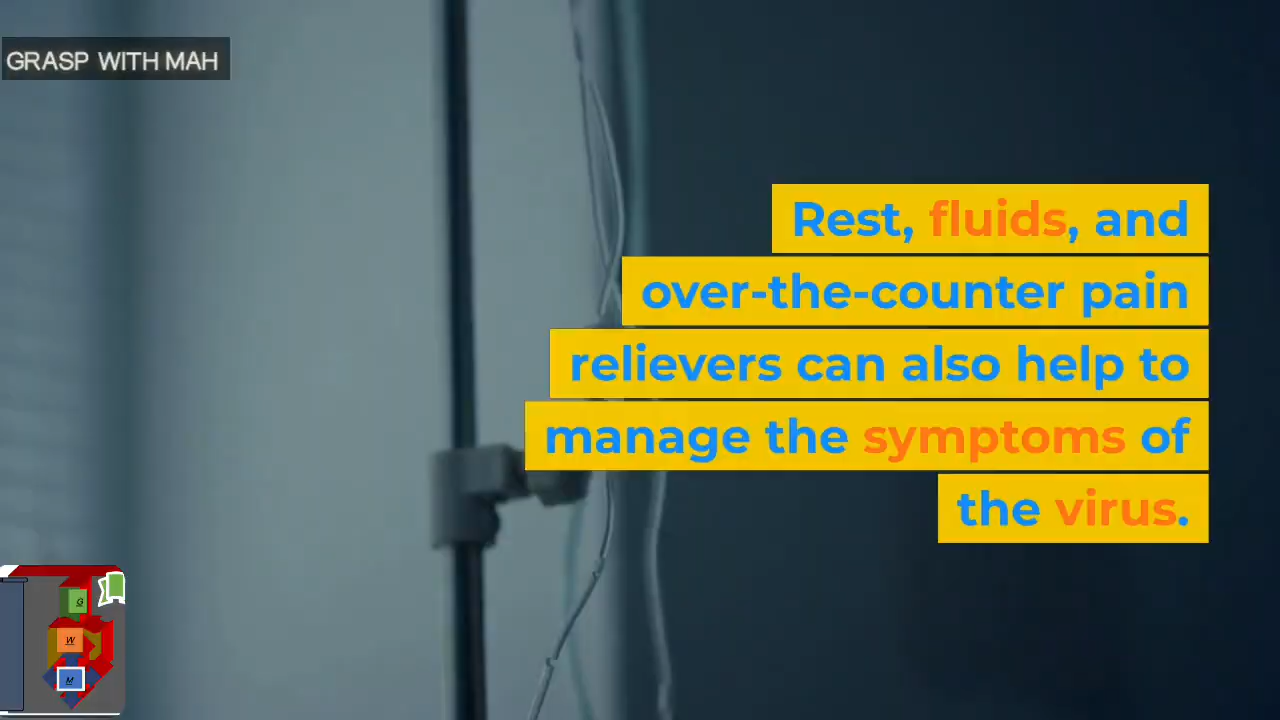 GRASP WITH MAH
Rest, fluids, and
over-the-counter pain
relievers can also help to
manage the symptoms of
the virus.
G
W
M